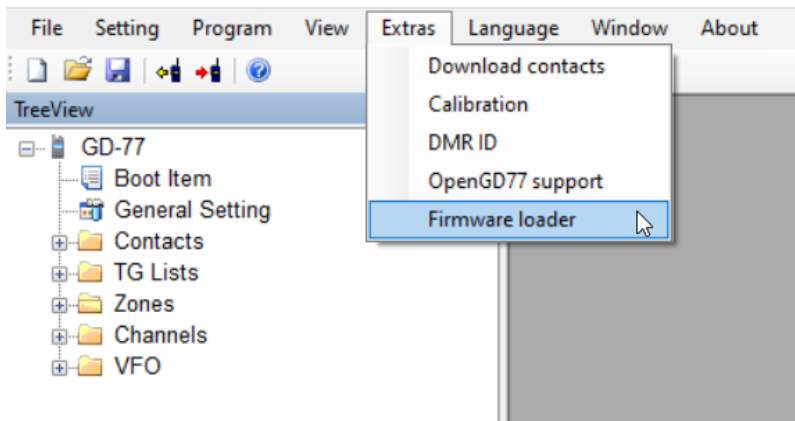 File Setting Program View Extras Language Window About
Download contacts
Calibration
DMR ID
OpenGD77 support
Firmware loader
TreeView
GD-77
Boot Item
General Setting
Contacts
TG Lists
Zones
Channels
VFO